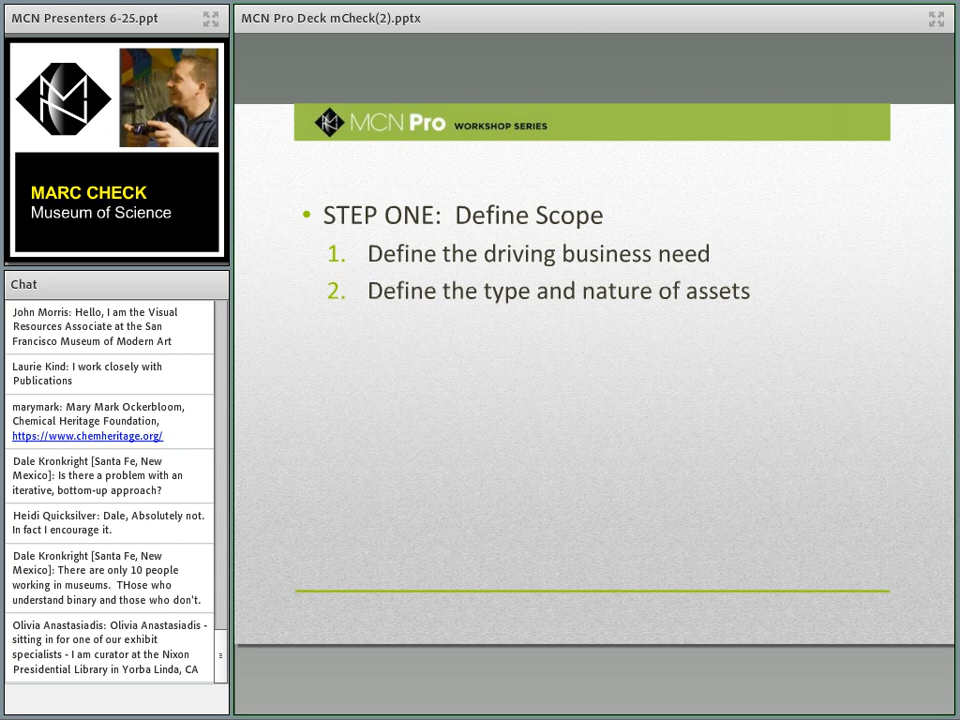 MCN Presenters 6-25.ppt
MARC CHECK
Museum of Science
Chat
John Morris: Hello, I am the Visual
Resources Associate at the San
Francisco Museum of Modern Art
Laurie Kind: I work closely with
Publications
marymark: Mary Mark Ockerbloom,
Chemical Heritage Foundation,
https://www.chemheritage.org/
Dale Kronkright [Santa Fe, New
Mexico]: Is there a problem with an
iterative, bottom-up approach?
Heidi Quicksilver: Dale, Absolutely not.
In fact I encourage it.
Dale Kronkright [Santa Fe, New
Mexico]: There are only 10 people
working in museums. THose who
understand binary and those who don't.
Olivia Anastasiadis: Olivia Anastasiadis -
sitting in for one of our exhibit
specialists - I am curator at the Nixon
Presidential Library in Yorba Linda, CA
MCN Pro Deck mCheck(2).pptx
MCN Pro WORKSHOP SERIES
• STEP ONE: Define Scope
1. Define the driving business need
2. Define the type and nature of assets